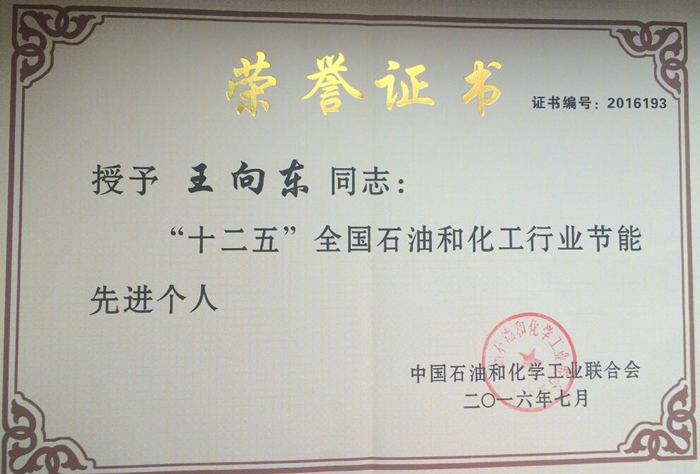 荣誉证书
证书编号：2016193
授予 王向东 同志：
“十二五”全国石油和化工行业节能
先进个人
中国石油和化学工业联合会
二〇一六年七月